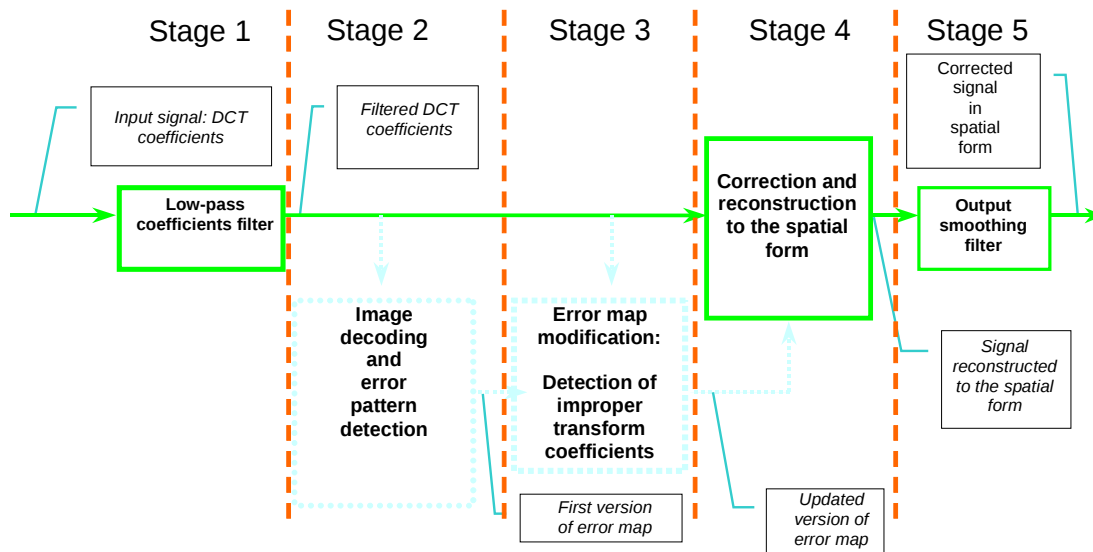 Stage 1
Stage 2
Stage 3
Stage 4
Stage 5
Input signal: DCT
coefficients
Filtered DCT
coefficients
Corrected
signal
in
spatial
form
Low-pass
coefficients filter
Correction and
reconstruction
to the spatial
form
Output
smoothing
filter
Image
decoding
and
error
pattern
detection
Error map
modification:
Detection of
improper
transform
coefficients
Signal
reconstructed
to the spatial
form
First version
of error map
Updated
version of
error map